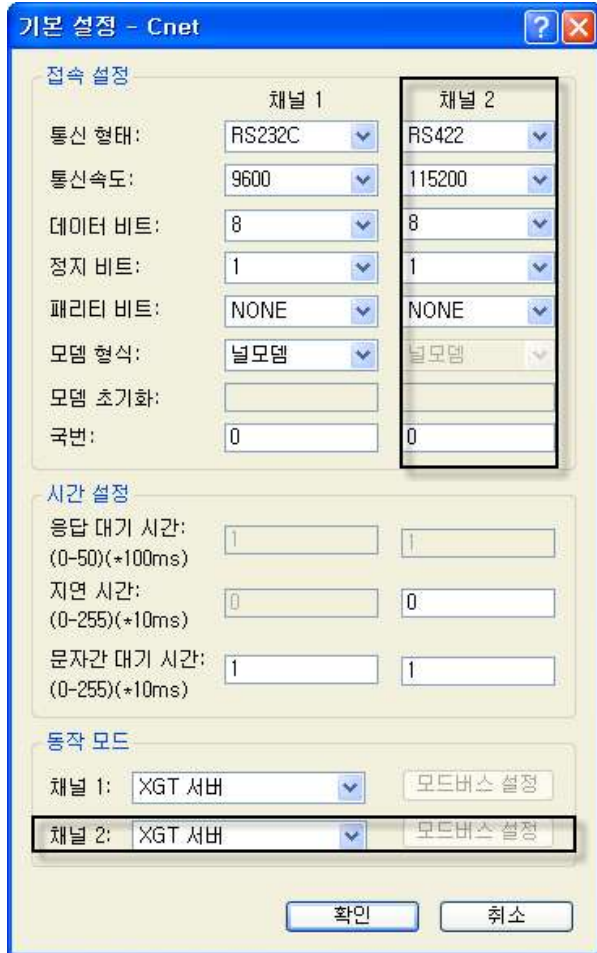 기본 설정 - Cnet
접속 설정
채널 1 채널 2
통신 형태: RS232C RS422
통신속도: 9600 115200
데이터 비트: 8 8
정지 비트: 1 1
패리티 비트: NONE NONE
모뎀 형식: 널모뎀 널모뎀
모뎀 초기화:
국번: 0 0
시간 설정
응답 대기 시간: 1 1
(0-50)(*100ms)
지연 시간: 0 0
(0-255)(*10ms)
문자간 대기 시간: 1 1
(0-255)(*10ms)
동작 모드
채널 1: XGT 서버 모드버스 설정
채널 2: XGT 서버 모드버스 설정
확인 취소